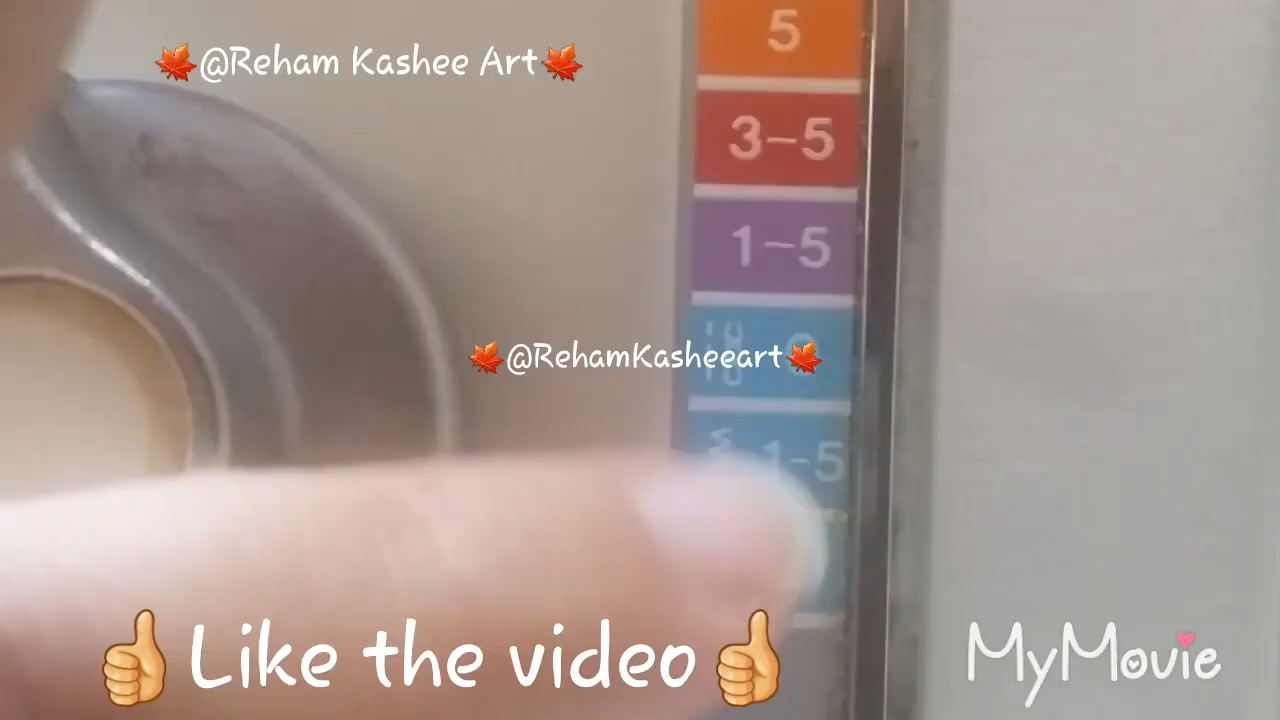 5
🍁@Reham Kashee Art🍁
3-5
1-5
🍁@RehamKasheeart🍁
1-5
👍Like the video👍
MyMovie